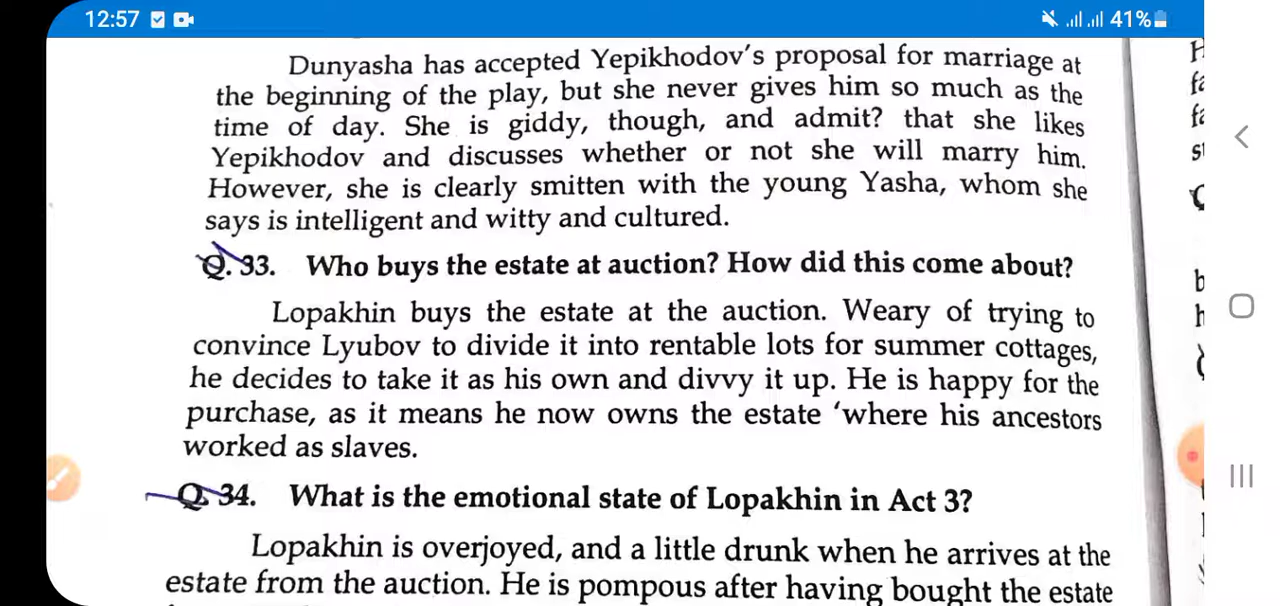 12:57
41%
Dunyasha has accepted Yepikhodov's proposal for marriage at
the beginning of the play, but she never gives him so much as the
time of day. She is giddy, though, and admit? that she likes
Yepikhodov and discusses whether or not she will marry him.
However, she is clearly smitten with the young Yasha, whom she
says is intelligent and witty and cultured.
Q. 33. Who buys the estate at auction? How did this come about?
Lopakhin buys the estate at the auction. Weary of trying to
convince Lyubov to divide it into rentable lots for summer cottages,
he decides to take it as his own and divvy it up. He is happy for the
purchase, as it means he now owns the estate ‘where his ancestors
worked as slaves.
Q. 34. What is the emotional state of Lopakhin in Act 3?
Lopakhin is overjoyed, and a little drunk when he arrives at the
estate from the auction. He is pompous after having bought the estate